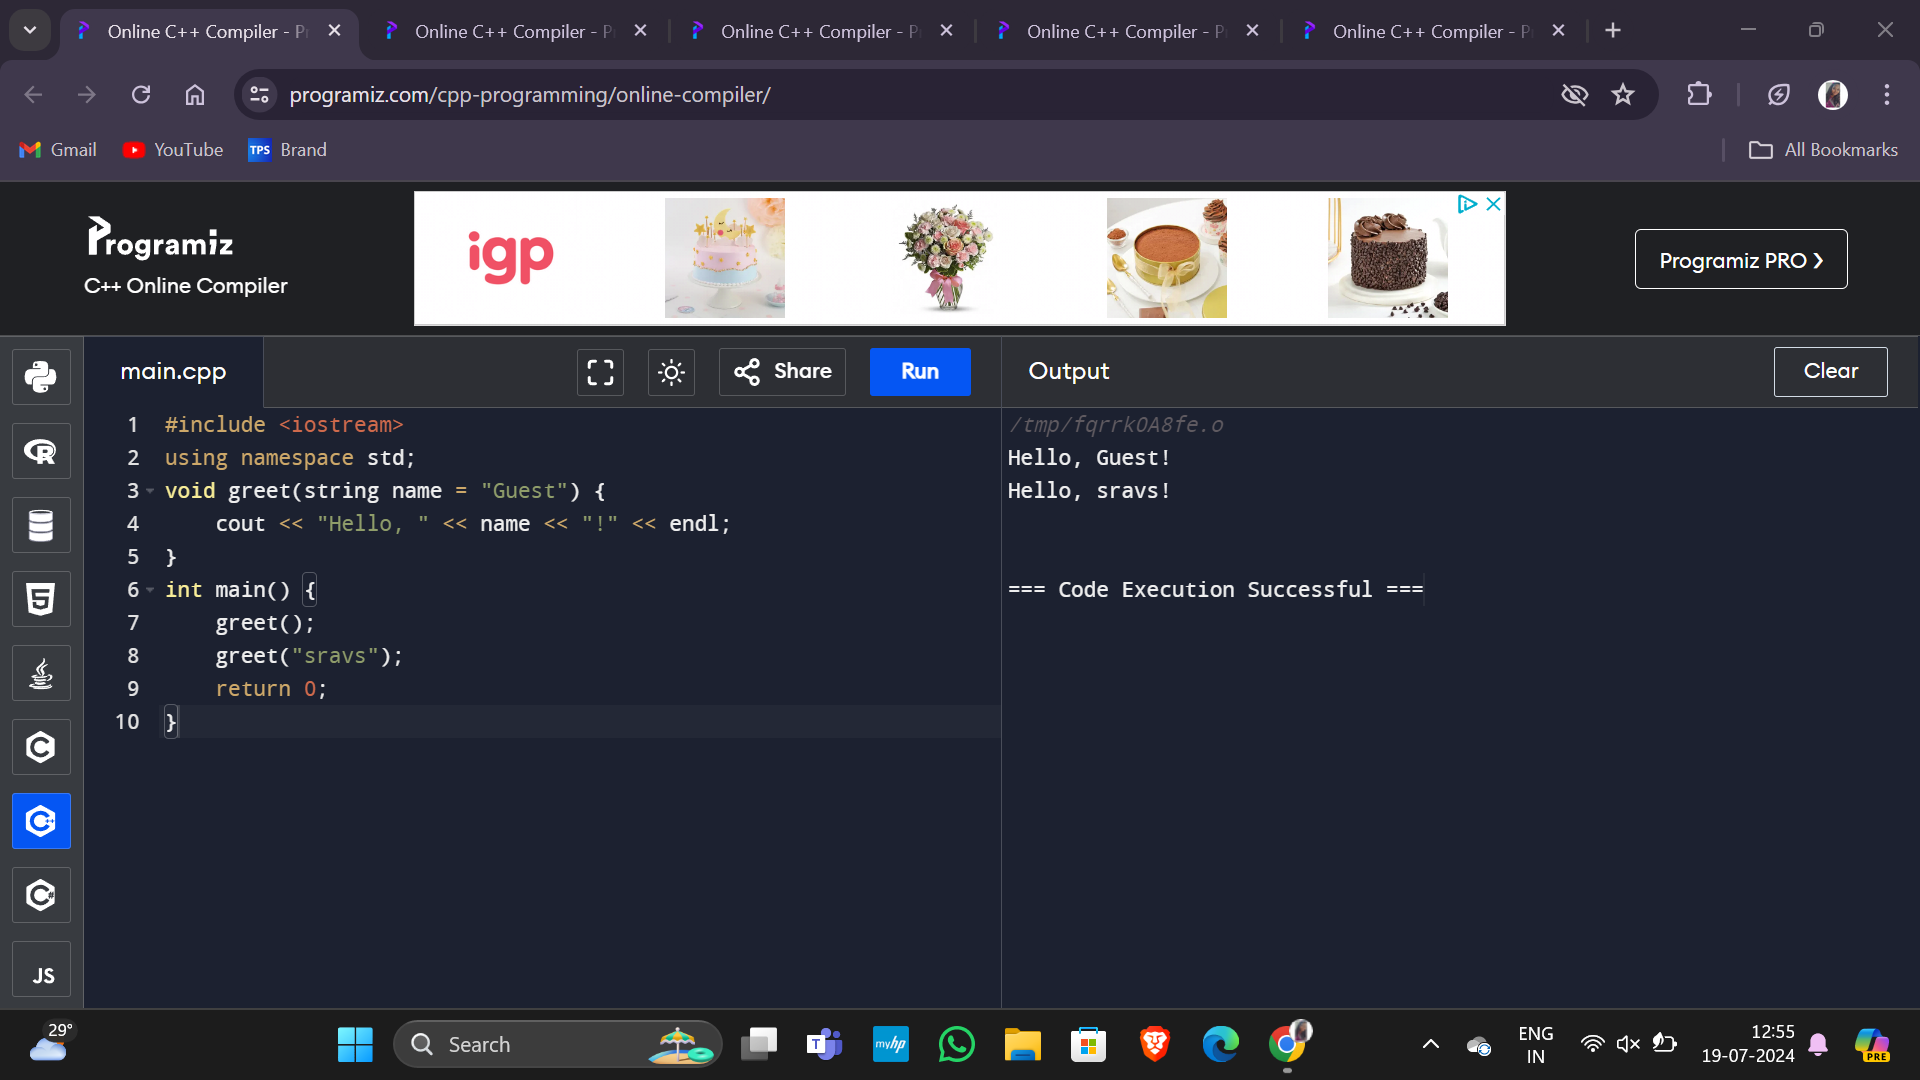 Online C++ Compiler - P
Online C++ Compiler - P
Online C++ Compiler - P
Online C++ Compiler - P
Online C++ Compiler - P
programiz.com/cpp-programming/online-compiler/
Gmail
YouTube
TPS Brand
All Bookmarks
Programiz
C++ Online Compiler
igp
Programiz PRO ❯
main.cpp
Share
Run
Output
Clear
1 #include <iostream>
2 using namespace std;
3 void greet(string name = "Guest") {
4     cout << "Hello, " << name << "!" << endl;
5 }
6 int main() {
7     greet();
8     greet("sravs");
9     return 0;
10 }
/tmp/fqrrkOA8fe.o
Hello, Guest!
Hello, sravs!
=== Code Execution Successful ===
R
5
C
C++
C#
JS
29°
Search
T
myhp
ENG
IN
12:55
19-07-2024
PRE